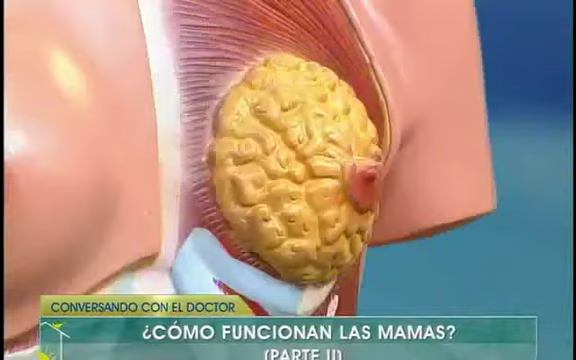 CONVERSANDO CON EL DOCTOR
¿CÓMO FUNCIONAN LAS MAMAS?
(PARTE II)